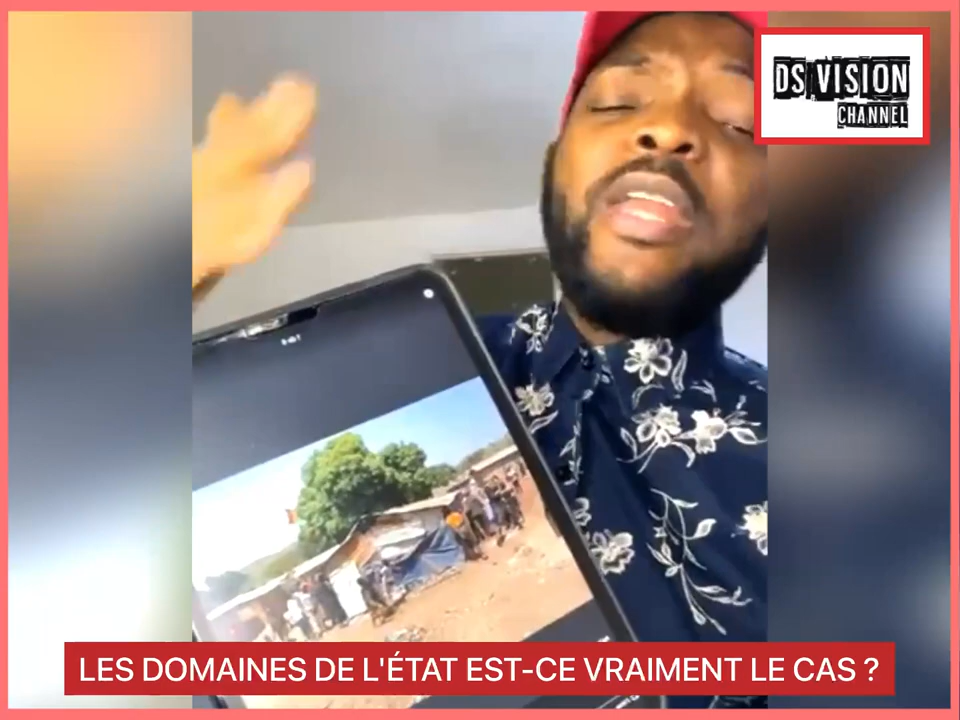 DS VISION
CHANNEL
LES DOMAINES DE L'ÉTAT EST-CE VRAIMENT LE CAS ?